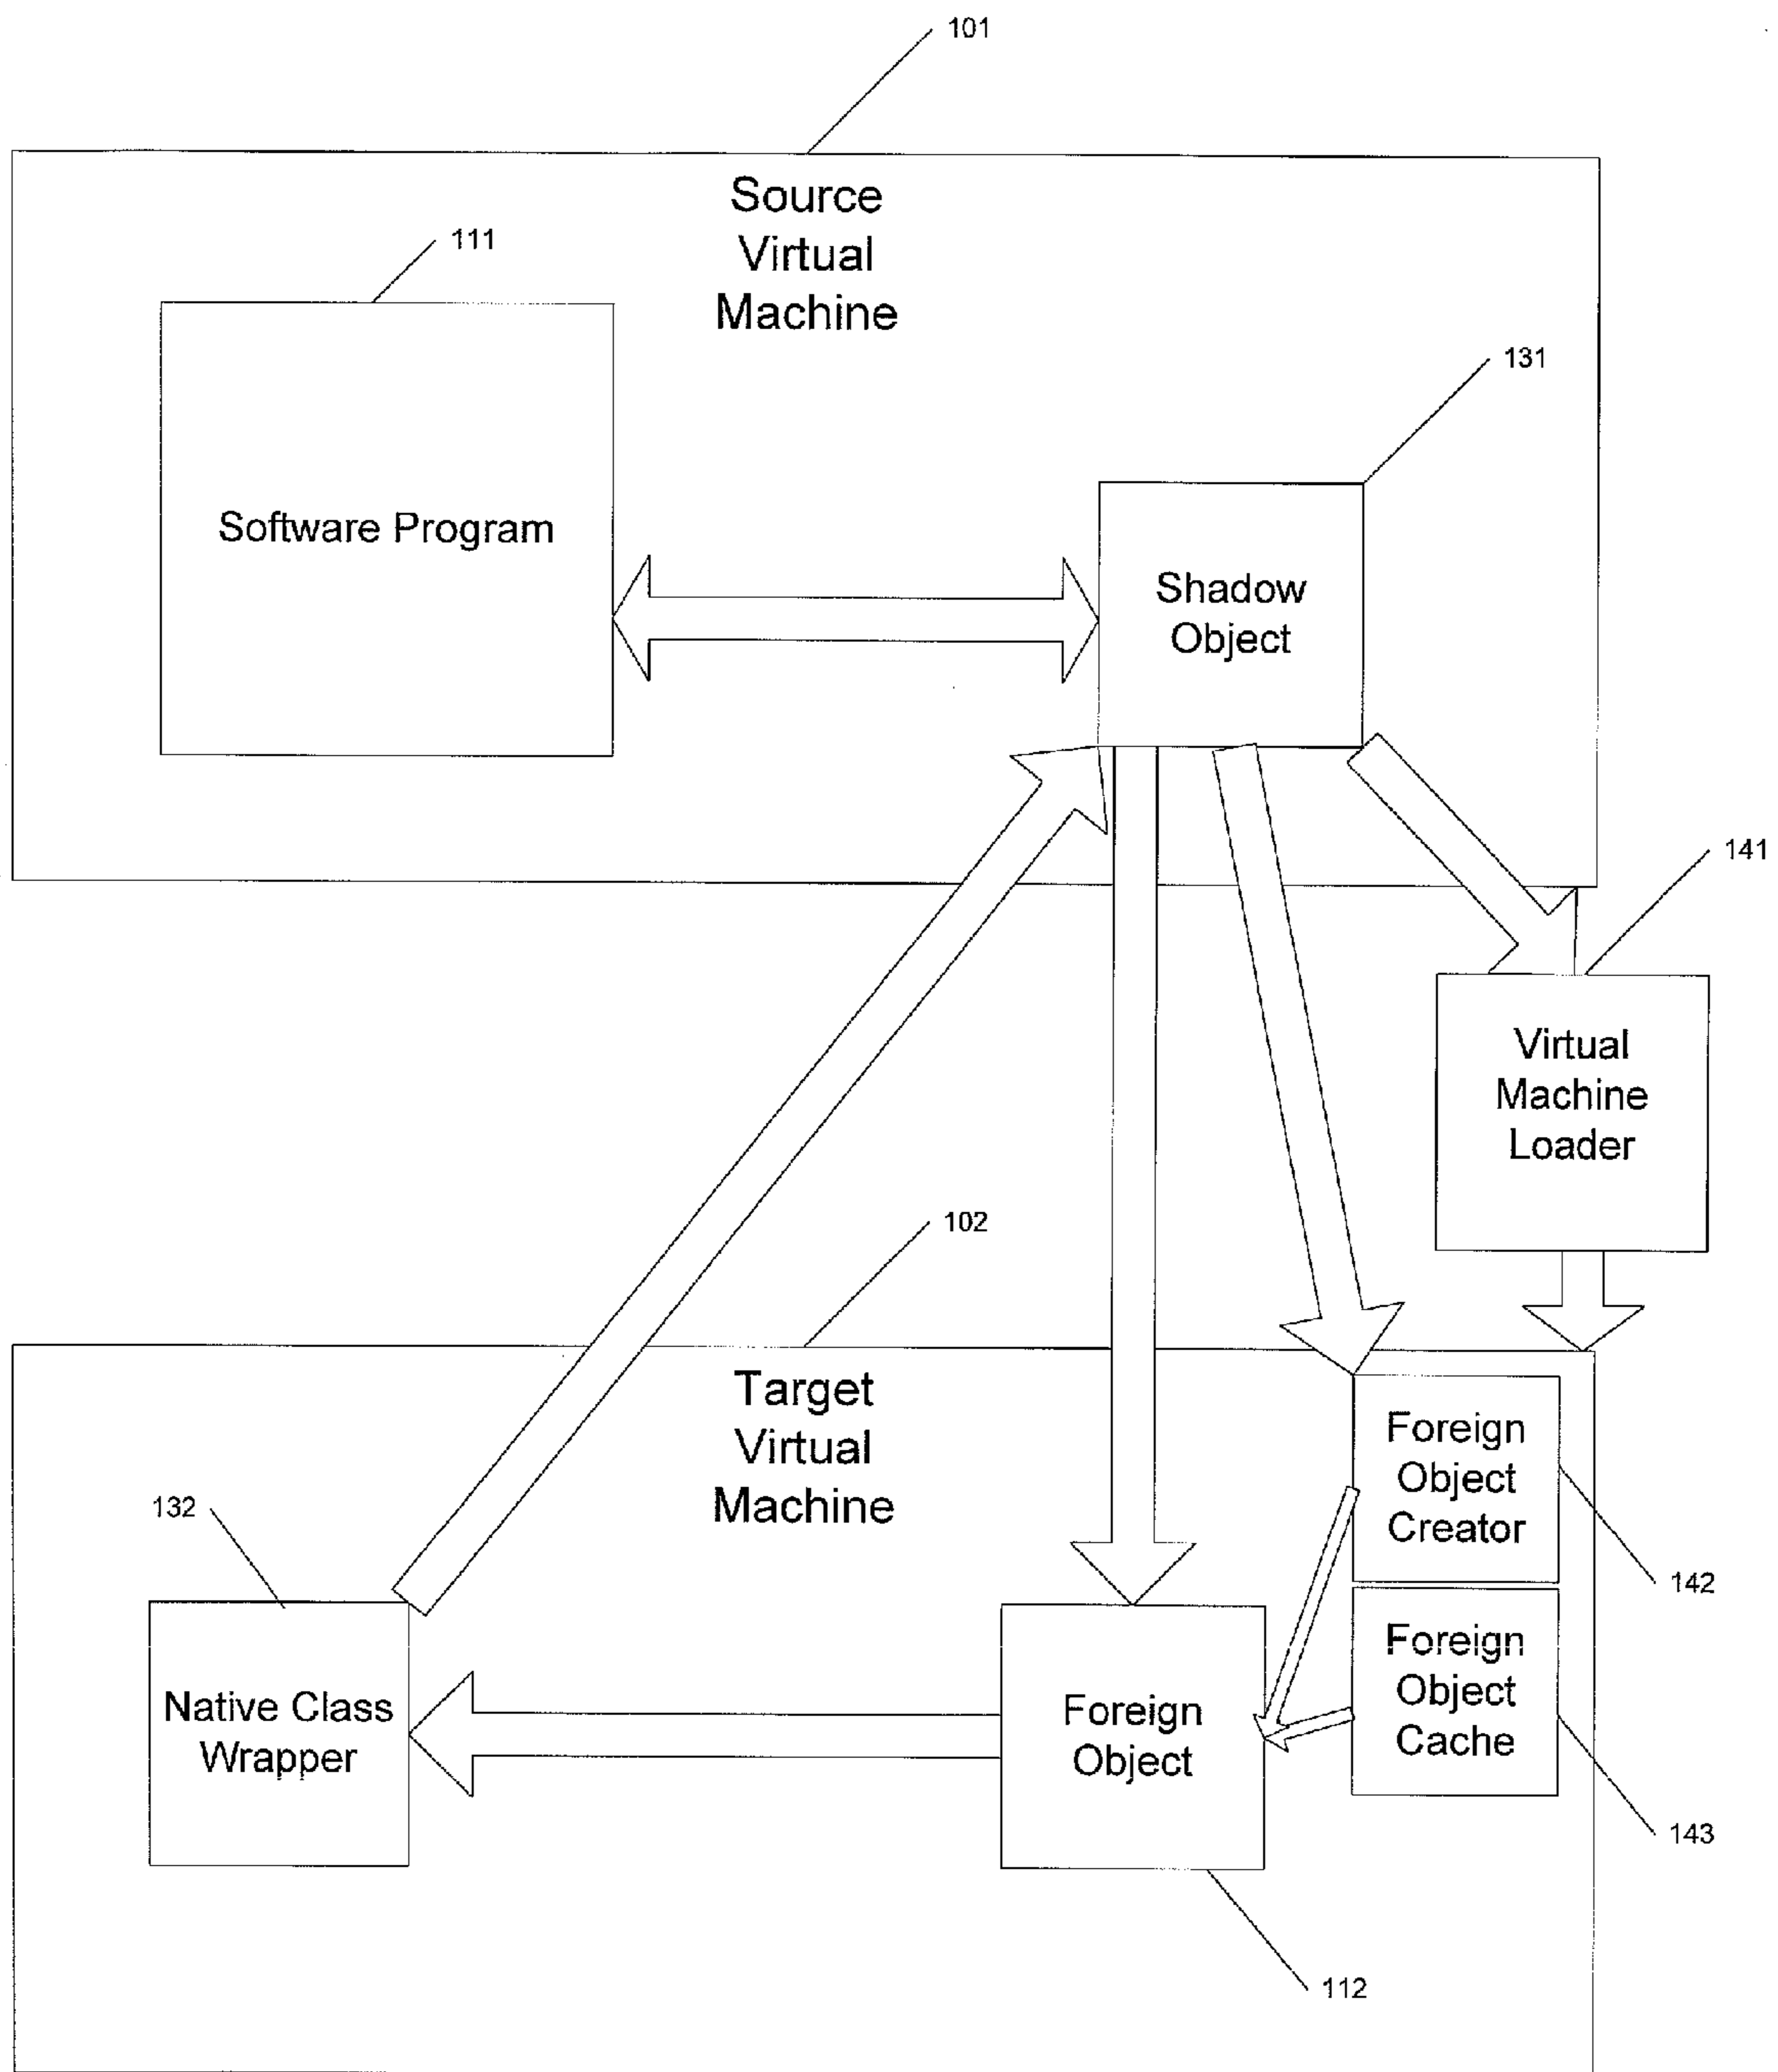 101
Source
Virtual
Machine
111
131
Software Program
Shadow
Object
141
Virtual
Machine
Loader
102
Target
Virtual
Machine
Foreign
Object
Creator
132
142
Native Class
Wrapper
Foreign
Object
Foreign
Object
Cache
143
112